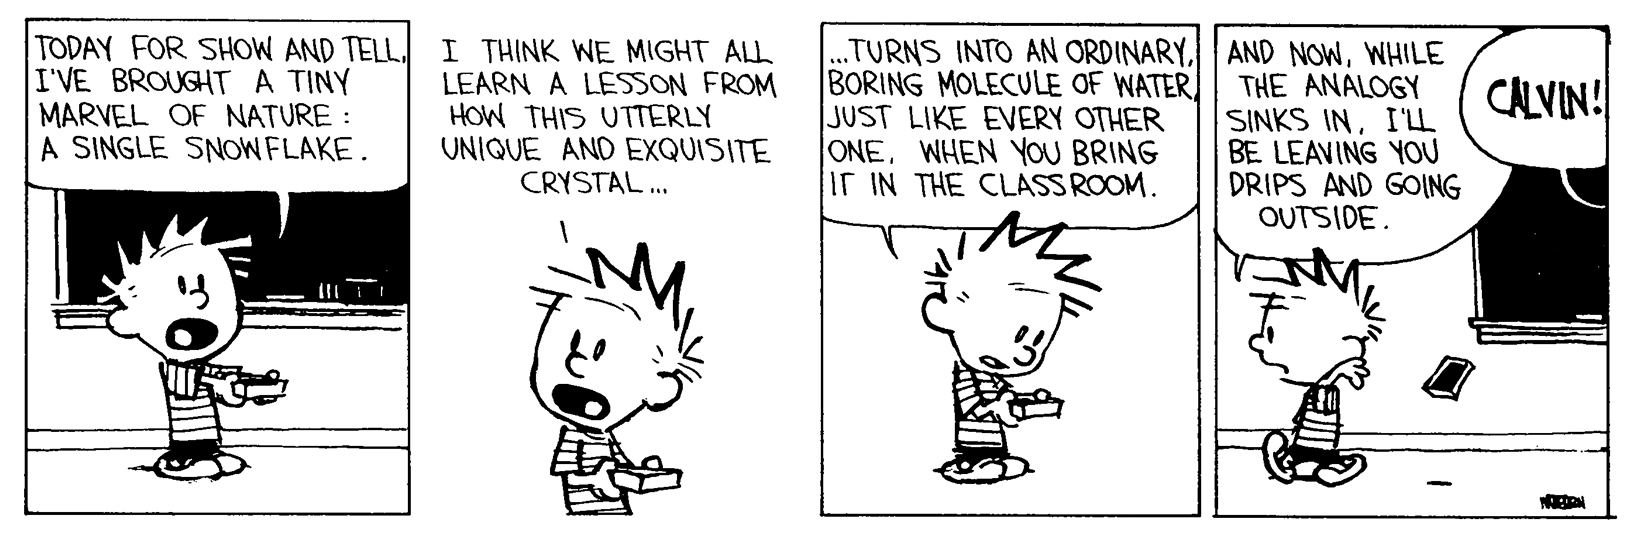 TODAY FOR SHOW AND TELL,
I'VE BROUGHT A TINY
MARVEL OF NATURE:
A SINGLE SNOWFLAKE.
I THINK WE MIGHT ALL
LEARN A LESSON FROM
HOW THIS UTTERLY
UNIQUE AND EXQUISITE
CRYSTAL...
...TURNS INTO AN ORDINARY,
BORING MOLECULE OF WATER,
JUST LIKE EVERY OTHER
ONE, WHEN YOU BRING
IT IN THE CLASSROOM.
AND NOW, WHILE
THE ANALOGY
SINKS IN, I'LL
BE LEAVING YOU
DRIPS AND GOING
OUTSIDE.
CALVIN!